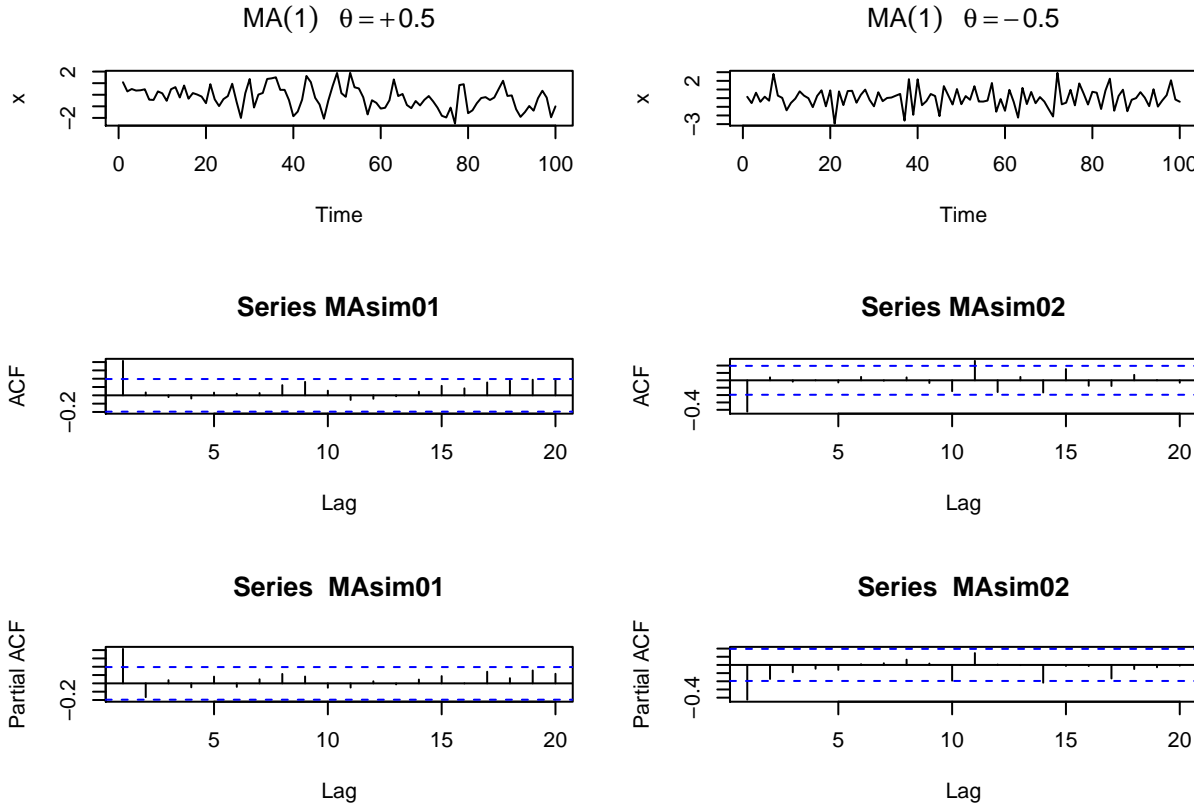 MA(1) θ = +0.5
x
2
−2
0 20 40 60 80 100
Time
MA(1) θ = −0.5
x
2
−3
0 20 40 60 80 100
Time
Series MAsim01
ACF
−0.2
5 10 15 20
Lag
Series MAsim02
ACF
−0.4
5 10 15 20
Lag
Series MAsim01
Partial ACF
−0.2
5 10 15 20
Lag
Series MAsim02
Partial ACF
−0.4
5 10 15 20
Lag